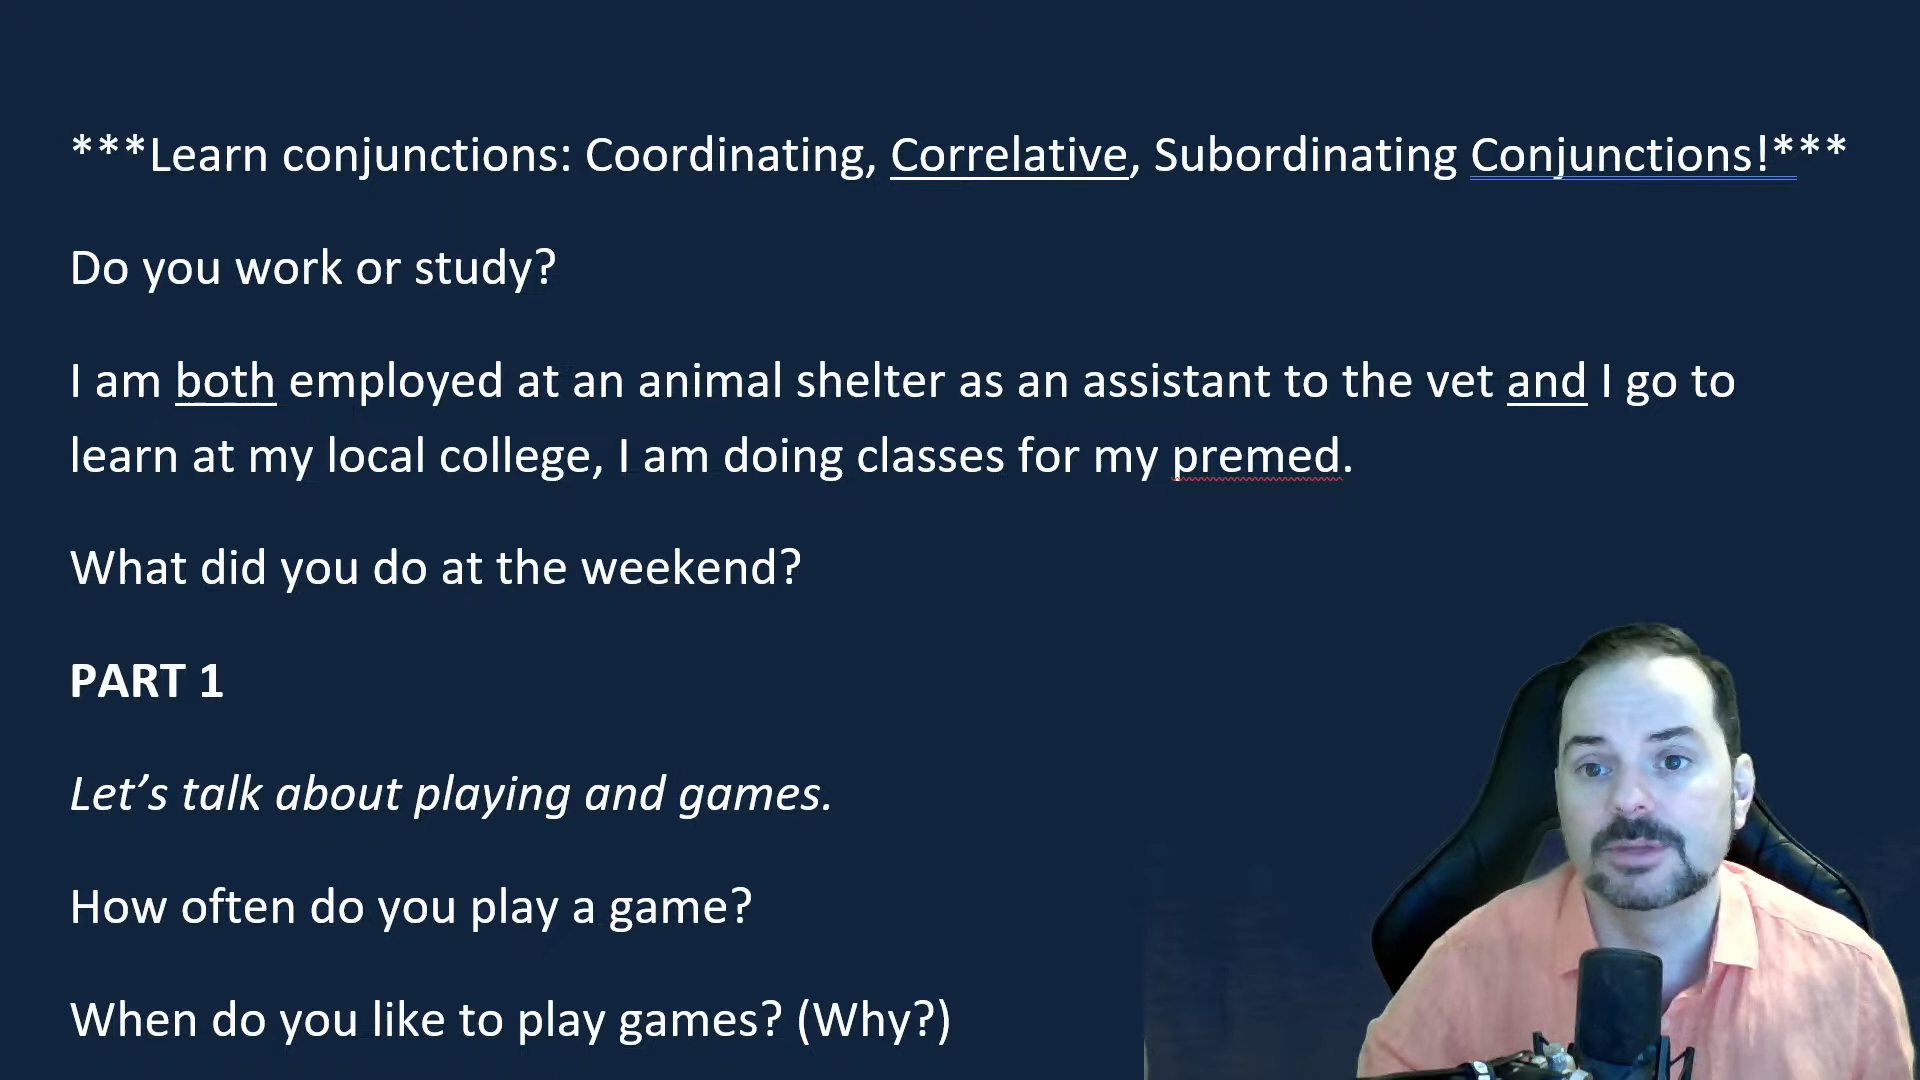 ***Learn conjunctions: Coordinating, Correlative, Subordinating Conjunctions!***
Do you work or study?
I am both employed at an animal shelter as an assistant to the vet and I go to
learn at my local college, I am doing classes for my premed.
What did you do at the weekend?
PART 1
Let’s talk about playing and games.
How often do you play a game?
When do you like to play games? (Why?)